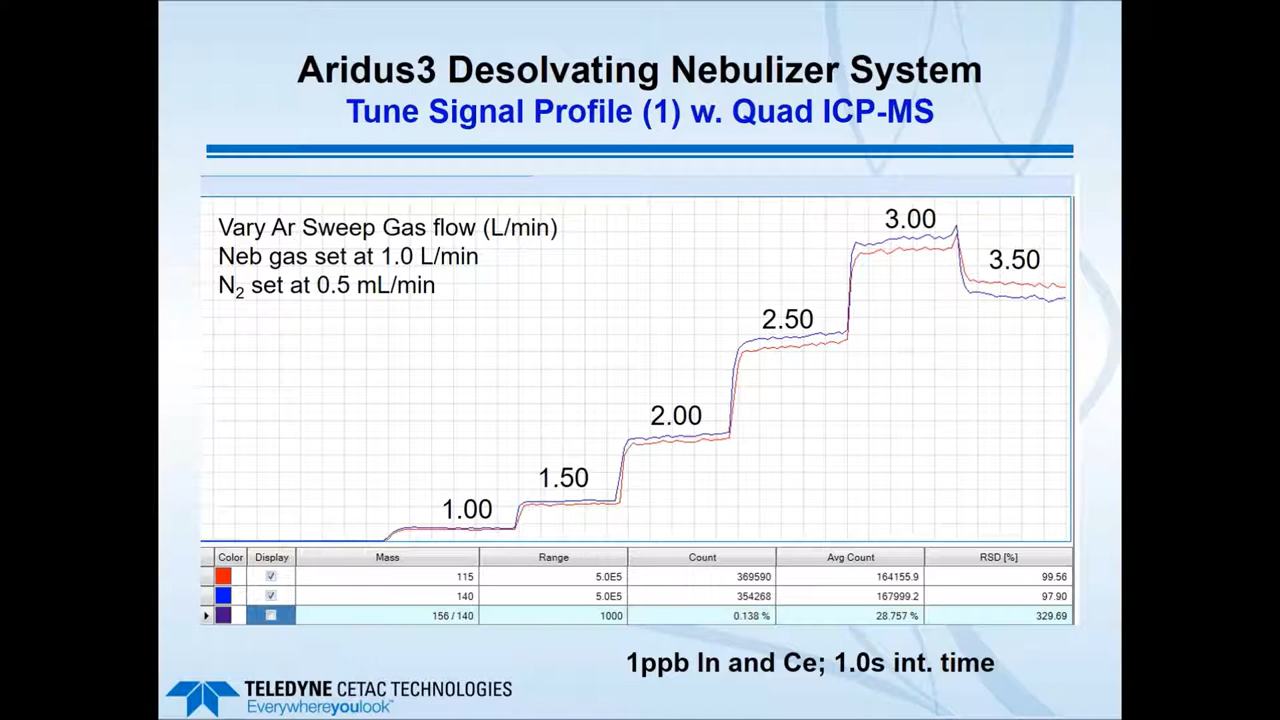 Aridus3 Desolvating Nebulizer System
Tune Signal Profile (1) w. Quad ICP-MS
Vary Ar Sweep Gas flow (L/min)
Neb gas set at 1.0 L/min
N2 set at 0.5 mL/min
1.00
1.50
2.00
2.50
3.00
3.50
Color Display Mass Range Count Avg Count RSD [%]
115 5.0E5 369590 164155.9 99.56
140 5.0E5 354268 167999.2 97.90
156 / 140 1000 0.138 % 28.757 % 329.69
1ppb In and Ce; 1.0s int. time
TELEDYNE CETAC TECHNOLOGIES
Everywhereyoulook™